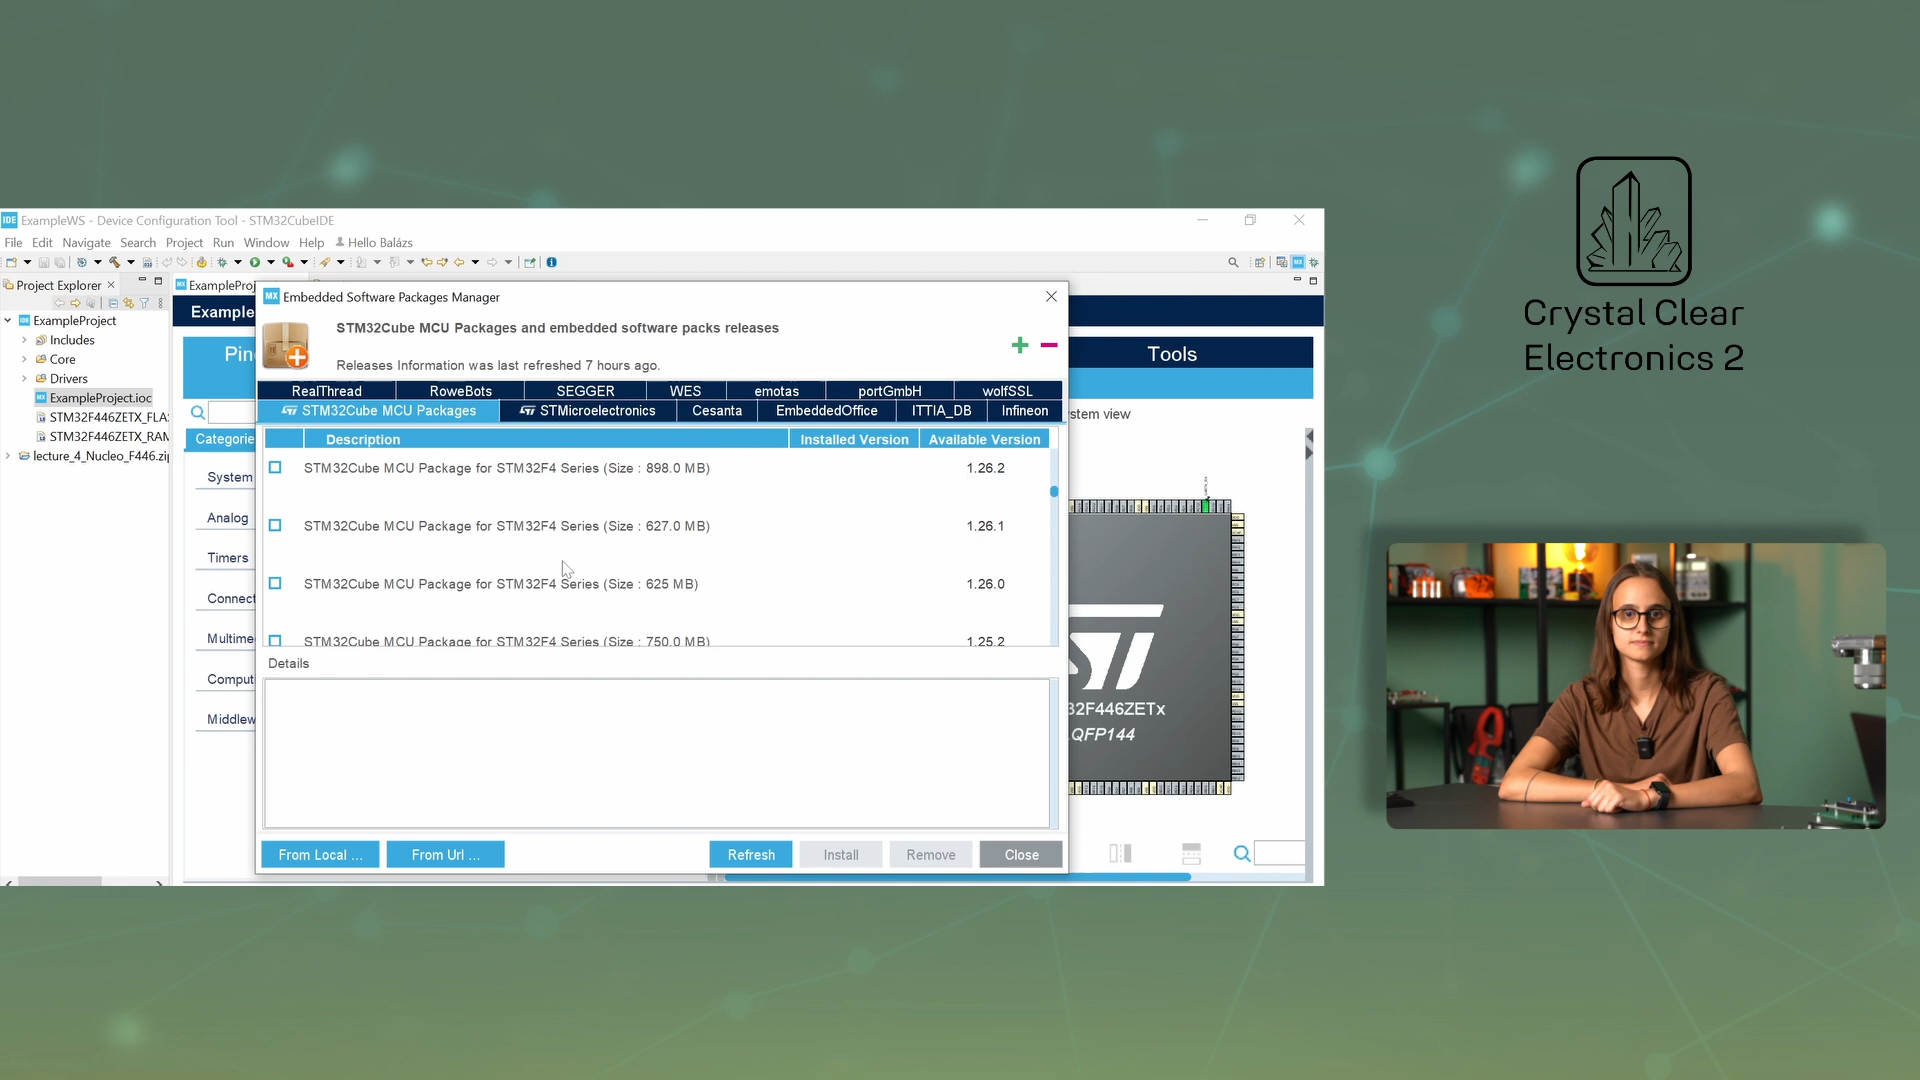 IDE ExampleWS - Device Configuration Tool - STM32CubeIDE
File Edit Navigate Search Project Run Window Help Hello Balázs
Project Explorer
ExampleProject
Includes
Core
Drivers
ExampleProject.ioc
STM32F446ZETX_FLA
STM32F446ZETX_RAM
lecture_4_Nucleo_F446.zi
MX ExamplePro
Example
Pin
Tools
Categorie
stem view
System
Analog
Timers
Connect
Multime
Comput
Middlew
MX Embedded Software Packages Manager
STM32Cube MCU Packages and embedded software packs releases
Releases Information was last refreshed 7 hours ago.
RealThread RoweBots SEGGER WES emotas portGmbH wolfSSL
STM32Cube MCU Packages STMicroelectronics Cesanta EmbeddedOffice ITTIA_DB Infineon
Description Installed Version Available Version
STM32Cube MCU Package for STM32F4 Series (Size : 898.0 MB) 1.26.2
STM32Cube MCU Package for STM32F4 Series (Size : 627.0 MB) 1.26.1
STM32Cube MCU Package for STM32F4 Series (Size : 625 MB) 1.26.0
STM32Cube MCU Package for STM32F4 Series (Size : 750.0 MB) 1.25.2
Details
From Local ... From Url ... Refresh Install Remove Close
32F446ZETx
QFP144
Crystal Clear
Electronics 2